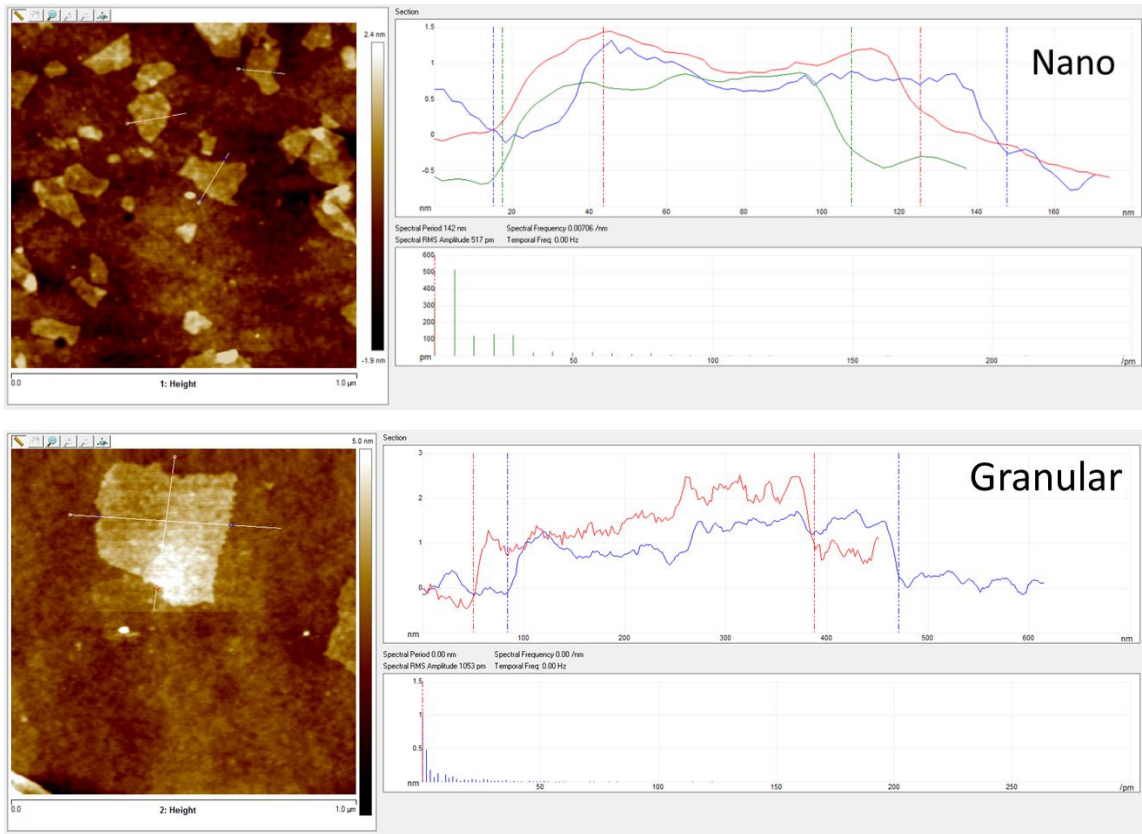 2.4 nm
-1.9 nm
0.0 1: Height 1.0 µm
Section
Nano
1.5
1
0.5
0
-0.5
nm 20 40 60 80 100 120 140 160
Spectral Period 142 nm Spectral Frequency 0.00706 /nm
Spectral RMS Amplitude 517 pm Temporal Freq: 0.00 Hz
600
500
400
300
200
100
pm 50 100 150 200 /pm
5.0 nm
0.0 2: Height 1.0 µm
Section
Granular
3
2
1
0
nm 100 200 300 400 500 600
Spectral Period 0.00 nm Spectral Frequency 0.00 /nm
Spectral RMS Amplitude 1053 pm Temporal Freq: 0.00 Hz
1.5
1
0.5
nm 50 100 150 200 250 /pm